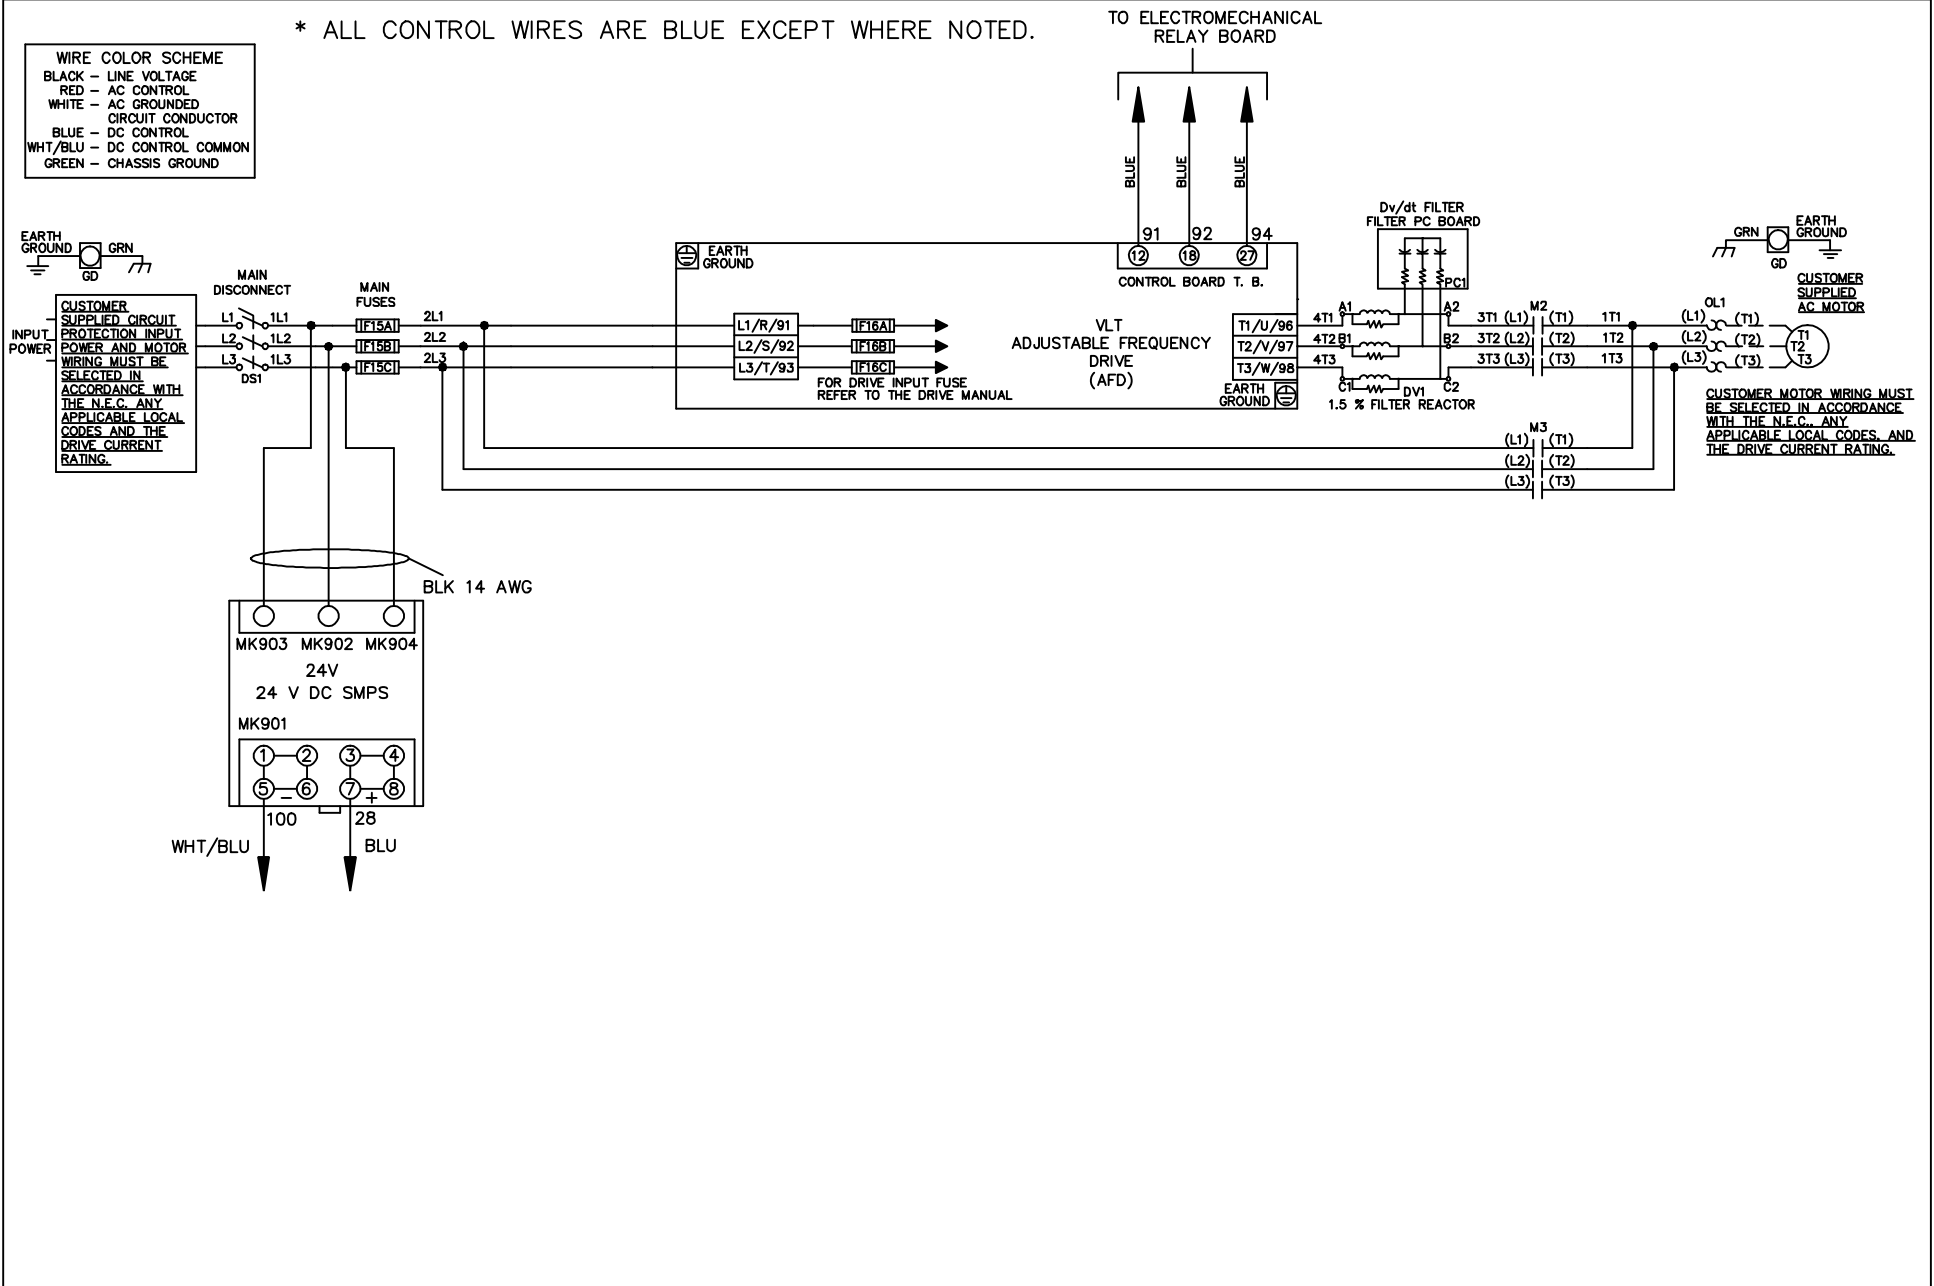 * ALL CONTROL WIRES ARE BLUE EXCEPT WHERE NOTED.
TO ELECTROMECHANICAL
RELAY BOARD
WIRE COLOR SCHEME
BLACK – LINE VOLTAGE
RED – AC CONTROL
WHITE – AC GROUNDED
CIRCUIT CONDUCTOR
BLUE – DC CONTROL
WHT/BLU – DC CONTROL COMMON
GREEN – CHASSIS GROUND
BLUE
BLUE
BLUE
91 92 94
12 18 27
CONTROL BOARD T. B.
EARTH
GROUND
GRN
GD
INPUT
POWER
CUSTOMER
SUPPLIED CIRCUIT
PROTECTION INPUT
POWER AND MOTOR
WIRING MUST BE
SELECTED IN
ACCORDANCE WITH
THE N.E.C. ANY
APPLICABLE LOCAL
CODES AND THE
DRIVE CURRENT
RATING.
MAIN
DISCONNECT
L1 1L1
L2 1L2
L3 1L3
DS1
MAIN
FUSES
F15A
F15B
F15C
2L1
2L2
2L3
EARTH
GROUND
L1/R/91
L2/S/92
L3/T/93
F16A
F16B
F16C
FOR DRIVE INPUT FUSE
REFER TO THE DRIVE MANUAL
VLT
ADJUSTABLE FREQUENCY
DRIVE
(AFD)
T1/U/96
T2/V/97
T3/W/98
EARTH
GROUND
Dv/dt FILTER
FILTER PC BOARD
PC1
4T1 A1 A2
4T2 B1 B2
4T3 C1 C2
DV1
1.5 % FILTER REACTOR
M2
3T1 (L1) (T1) 1T1
3T2 (L2) (T2) 1T2
3T3 (L3) (T3) 1T3
M3
(L1) (T1)
(L2) (T2)
(L3) (T3)
OL1
(L1) (T1)
(L2) (T2)
(L3) (T3)
T1
T2
T3
GRN
GD
EARTH
GROUND
CUSTOMER
SUPPLIED
AC MOTOR
CUSTOMER MOTOR WIRING MUST
BE SELECTED IN ACCORDANCE
WITH THE N.E.C.. ANY
APPLICABLE LOCAL CODES, AND
THE DRIVE CURRENT RATING.
BLK 14 AWG
MK903 MK902 MK904
24V
24 V DC SMPS
MK901
1 2 3 4
5 6 7 8
– +
100 28
WHT/BLU BLU